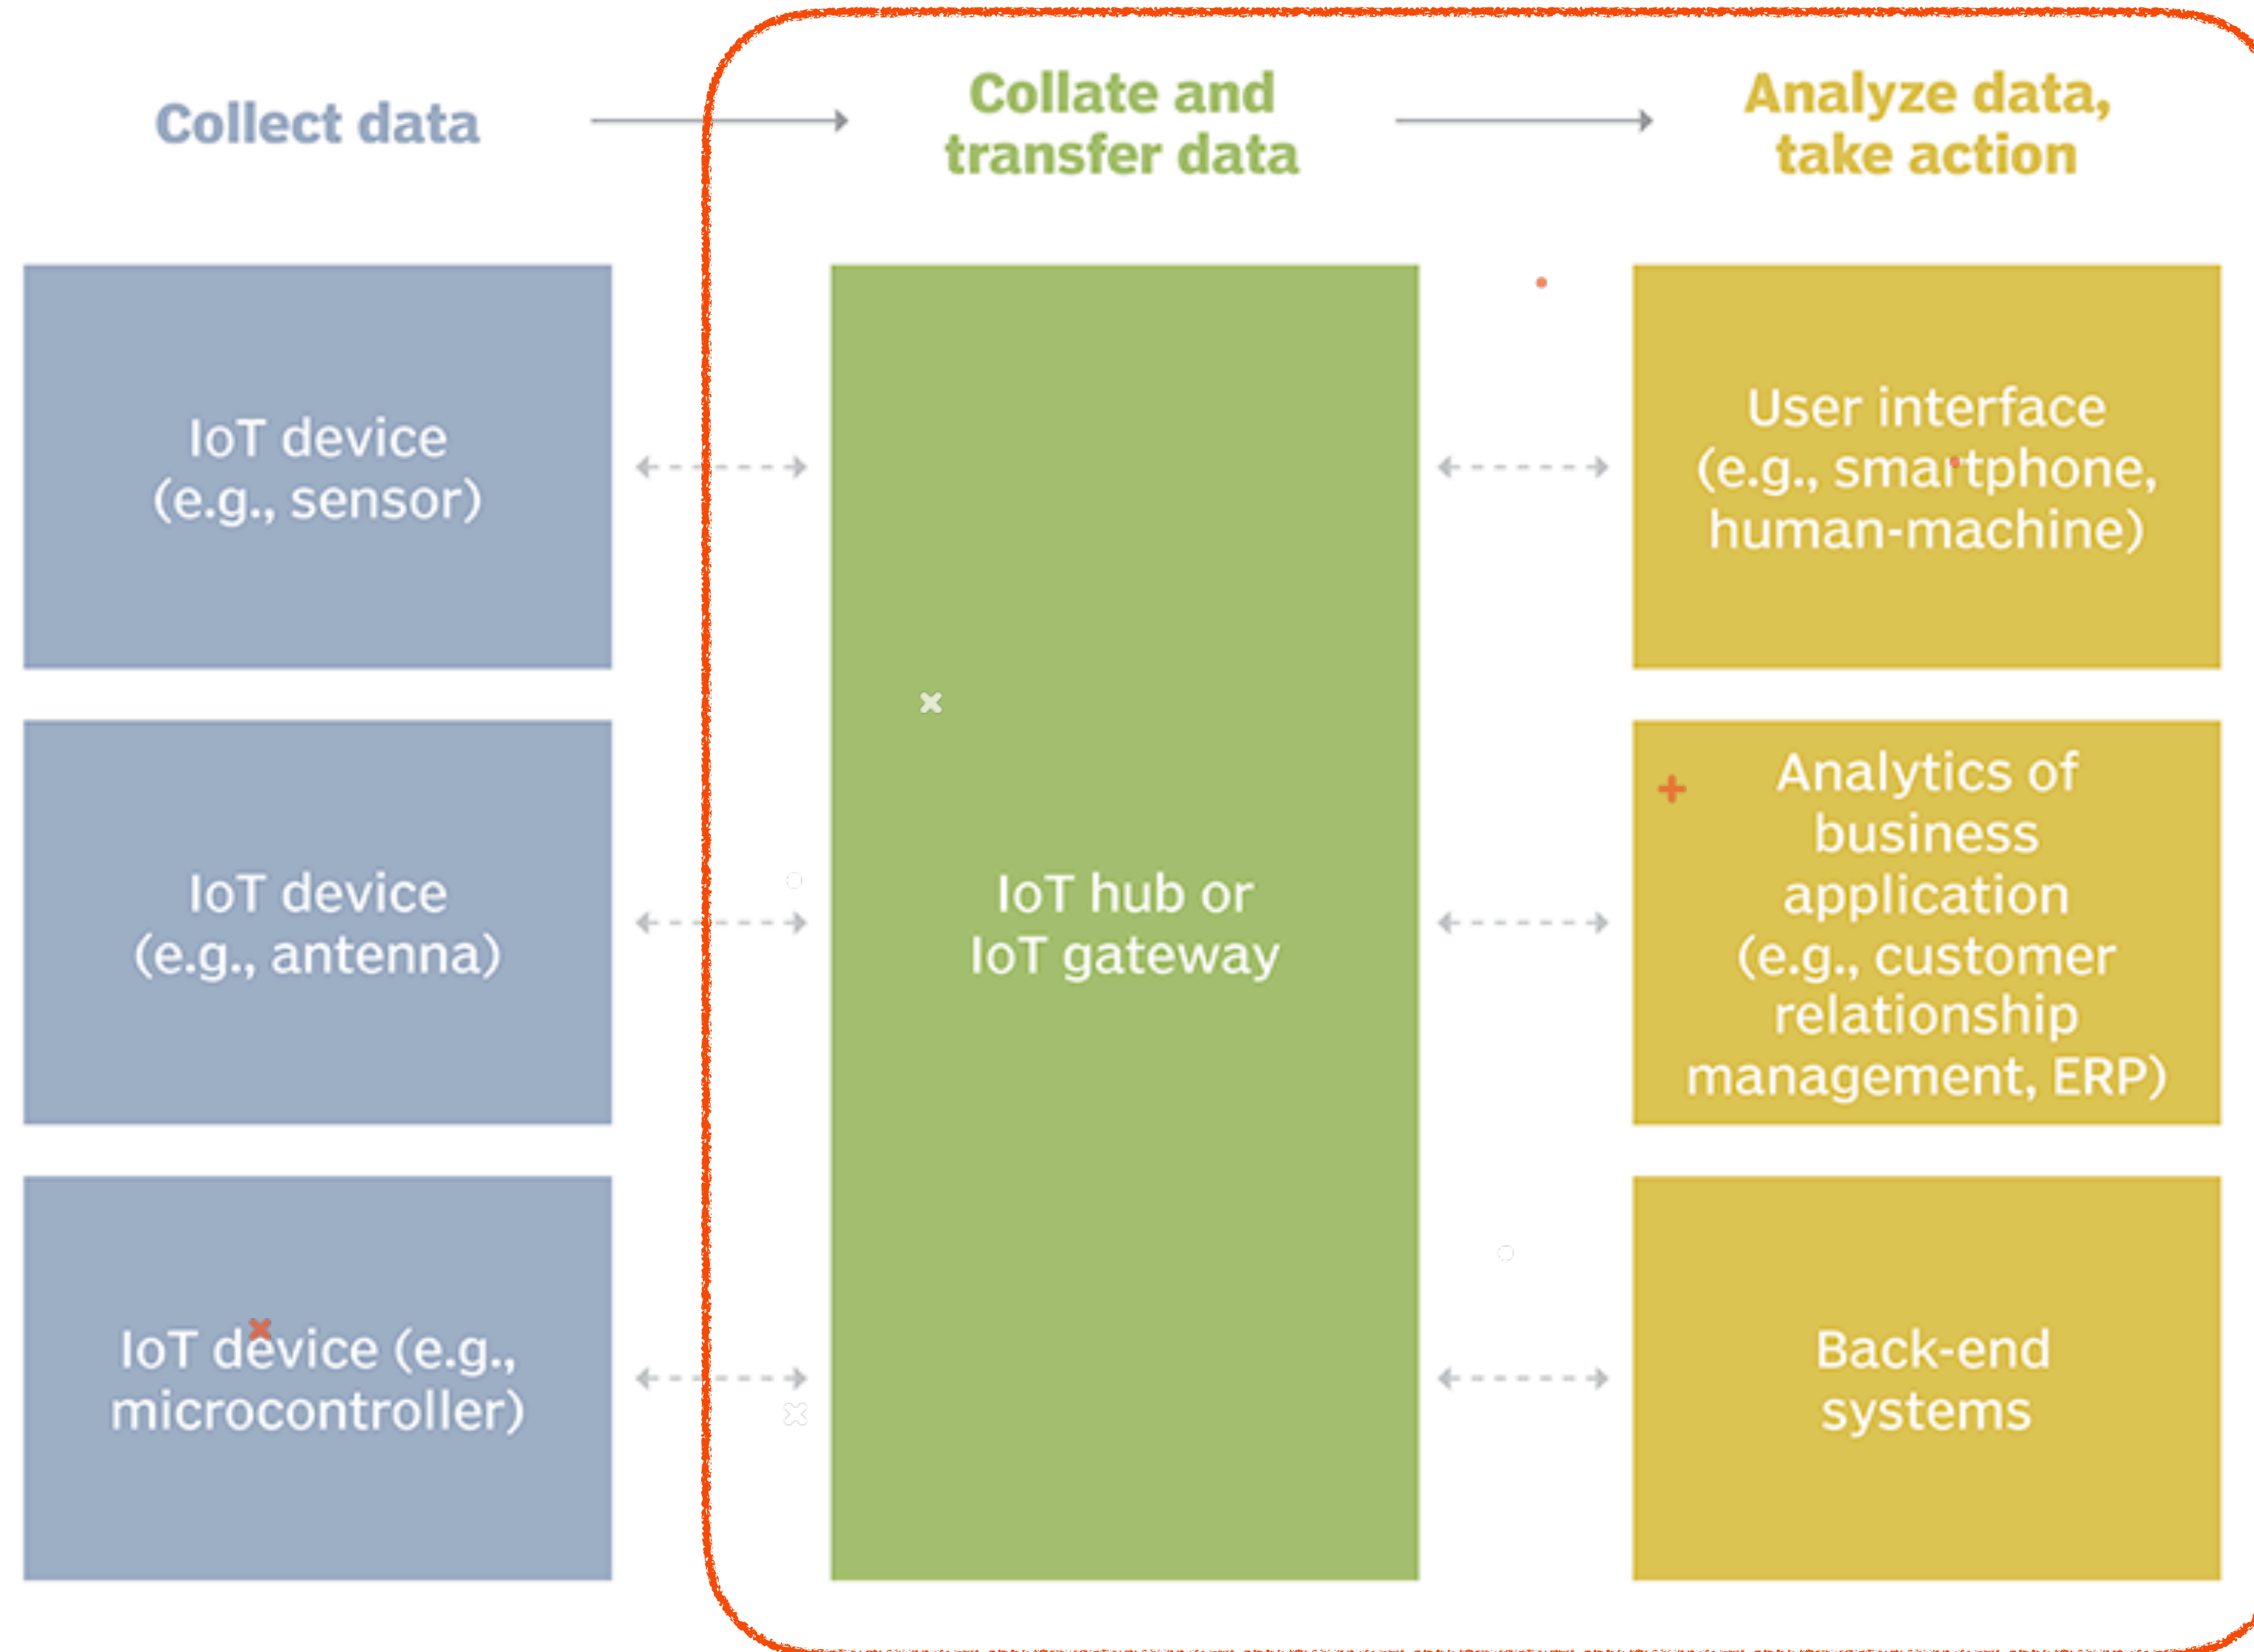 Collect data
Collate and
transfer data
Analyze data,
take action
IoT device
(e.g., sensor)
IoT device
(e.g., antenna)
IoT device (e.g.,
microcontroller)
IoT hub or
IoT gateway
User interface
(e.g., smartphone,
human-machine)
Analytics of
business
application
(e.g., customer
relationship
management, ERP)
Back-end
systems